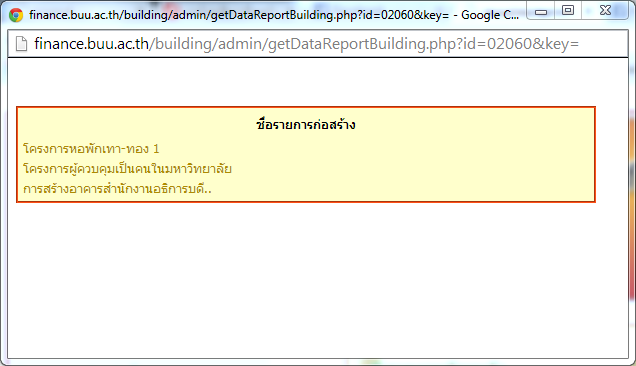 finance.buu.ac.th/building/admin/getDataReportBuilding.php?id=02060&key= - Google C...
finance.buu.ac.th/building/admin/getDataReportBuilding.php?id=02060&key=
ชื่อรายการก่อสร้าง
โครงการหอพักเทา-ทอง 1
โครงการผู้ควบคุมเป็นคนในมหาวิทยาลัย
การสร้างอาคารสำนักงานอธิการบดี..